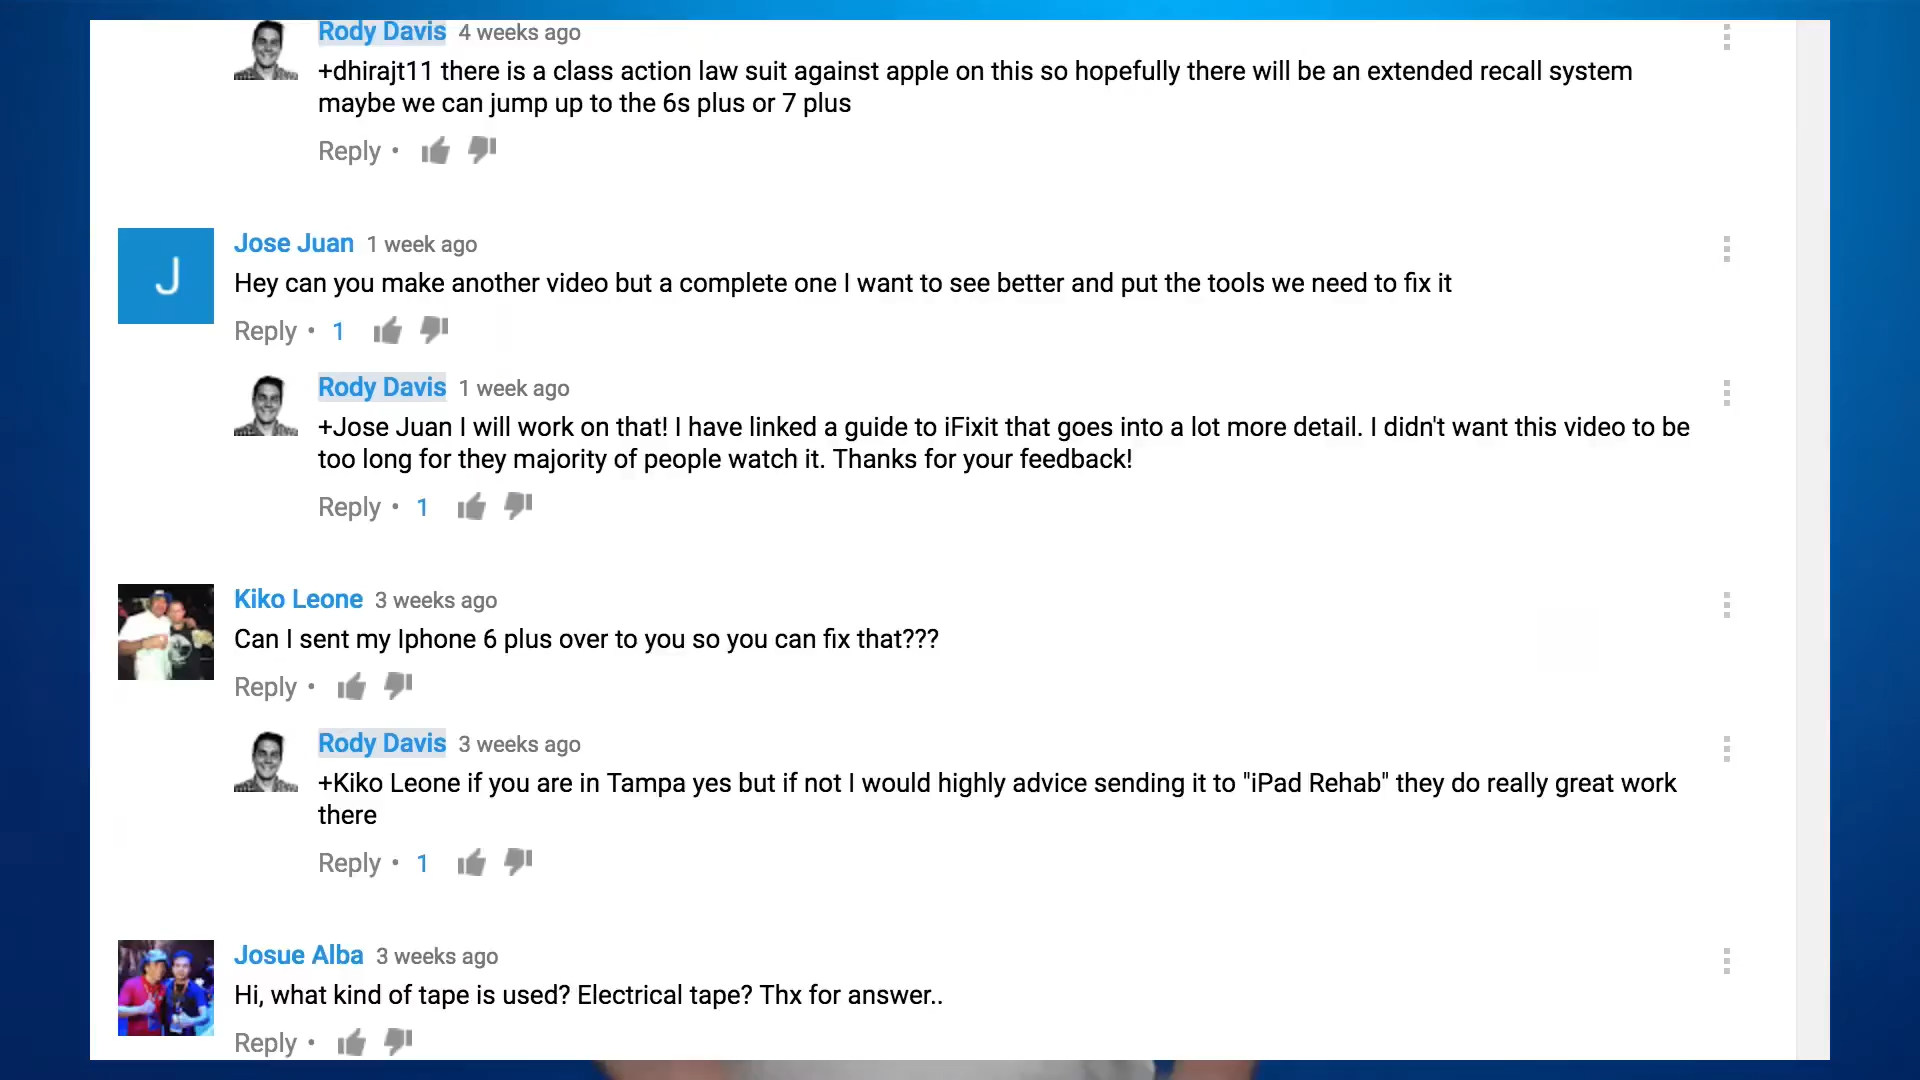 Rody Davis 4 weeks ago
+dhirajt11 there is a class action law suit against apple on this so hopefully there will be an extended recall system
maybe we can jump up to the 6s plus or 7 plus
Reply •
J
Jose Juan 1 week ago
Hey can you make another video but a complete one I want to see better and put the tools we need to fix it
Reply • 1
Rody Davis 1 week ago
+Jose Juan I will work on that! I have linked a guide to iFixit that goes into a lot more detail. I didn't want this video to be
too long for they majority of people watch it. Thanks for your feedback!
Reply • 1
Kiko Leone 3 weeks ago
Can I sent my Iphone 6 plus over to you so you can fix that???
Reply •
Rody Davis 3 weeks ago
+Kiko Leone if you are in Tampa yes but if not I would highly advice sending it to "iPad Rehab" they do really great work
there
Reply • 1
Josue Alba 3 weeks ago
Hi, what kind of tape is used? Electrical tape? Thx for answer..
Reply •